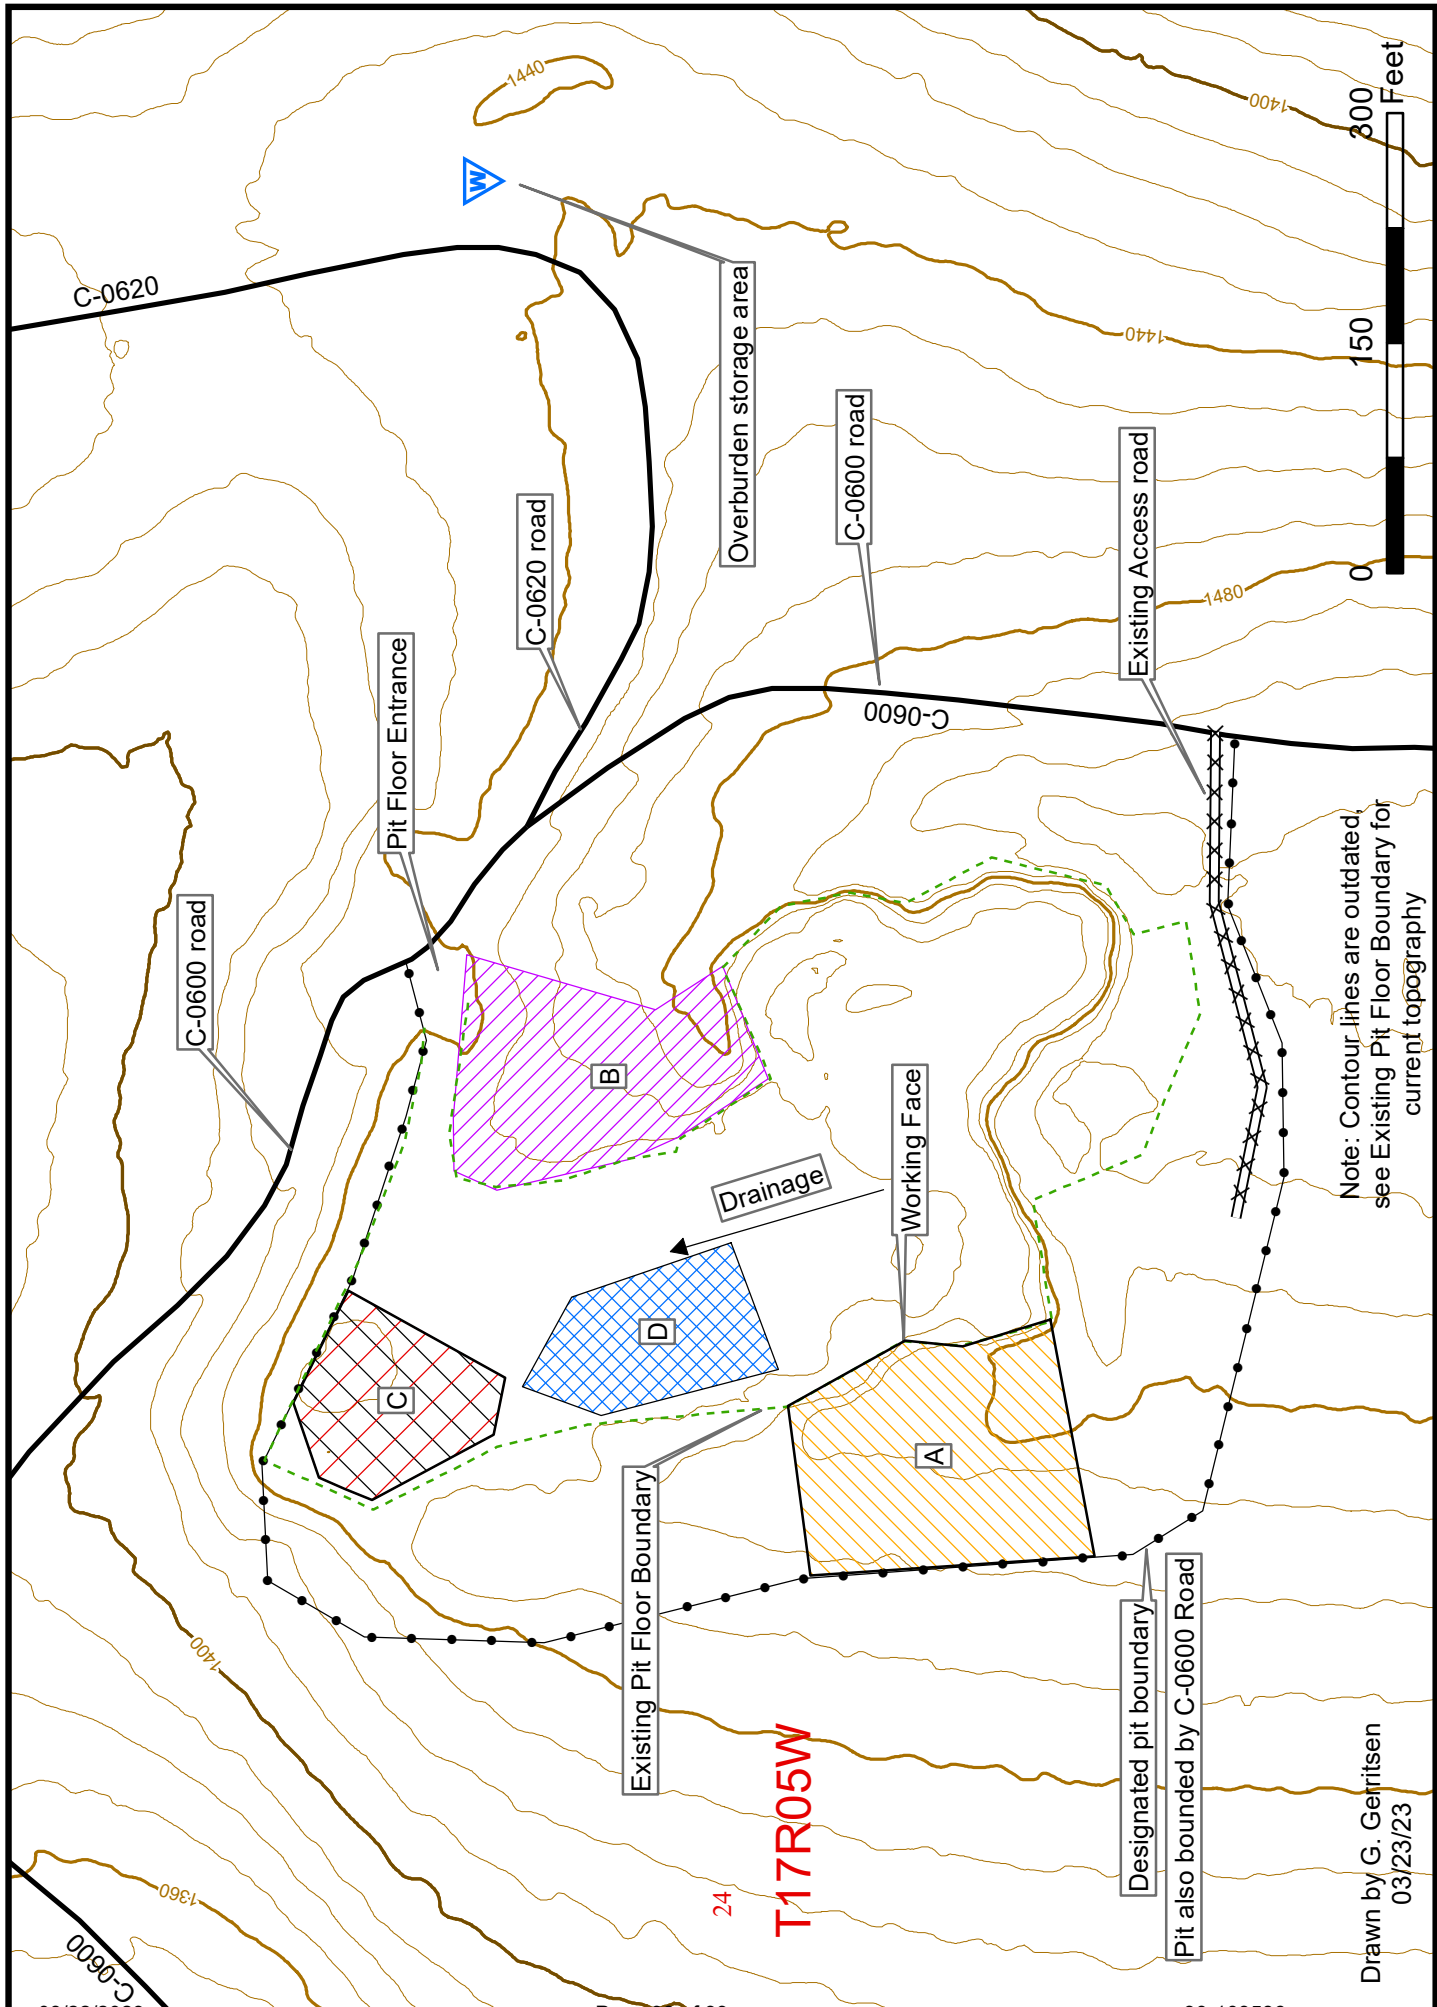 1440
W
C-0620
Overburden storage area
1400
300
Feet
150
0
1440
C-0620 road
C-0600 road
Existing Access road
1480
Pit Floor Entrance
C-0600
C-0600 road
B
Working Face
Drainage
Note: Contour lines are outdated,
see Existing Pit Floor Boundary for
current topography
C
D
A
Existing Pit Floor Boundary
Designated pit boundary
Pit also bounded by C-0600 Road
1400
T17R05W
24
1360
C-0600
Drawn by G. Gerritsen
03/23/23